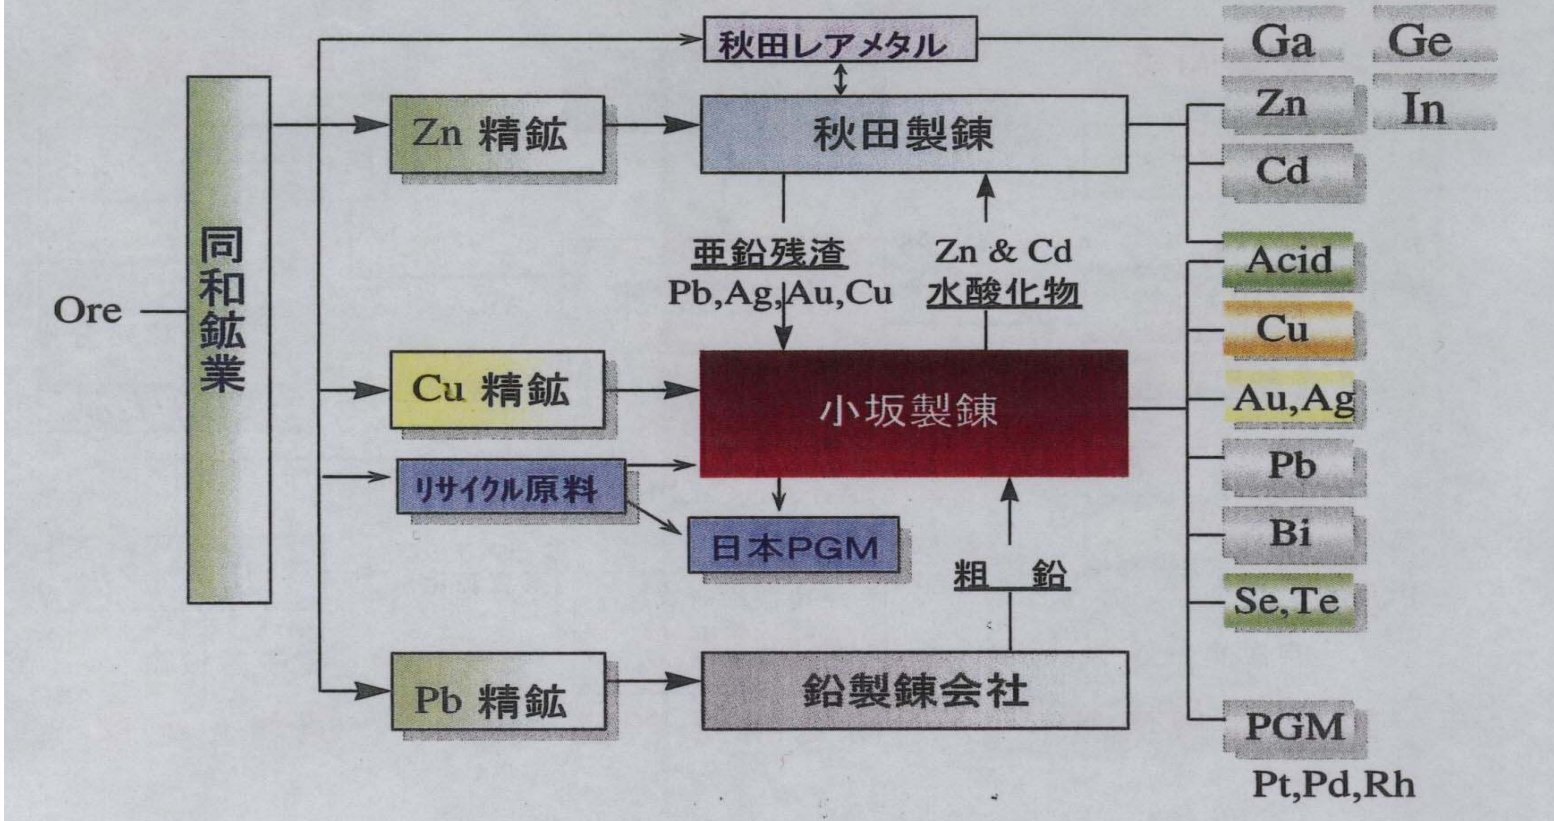 秋田レアメタル
Ga
Ge
Zn 精鉱
秋田製錬
Zn
In
Cd
同和鉱業
亜鉛残渣
Pb,Ag,Au,Cu
Zn & Cd
水酸化物
Acid
Ore
Cu
Cu 精鉱
小坂製錬
Au,Ag
Pb
リサイクル原料
日本PGM
Bi
粗 鉛
Se,Te
Pb 精鉱
鉛製錬会社
PGM
Pt,Pd,Rh